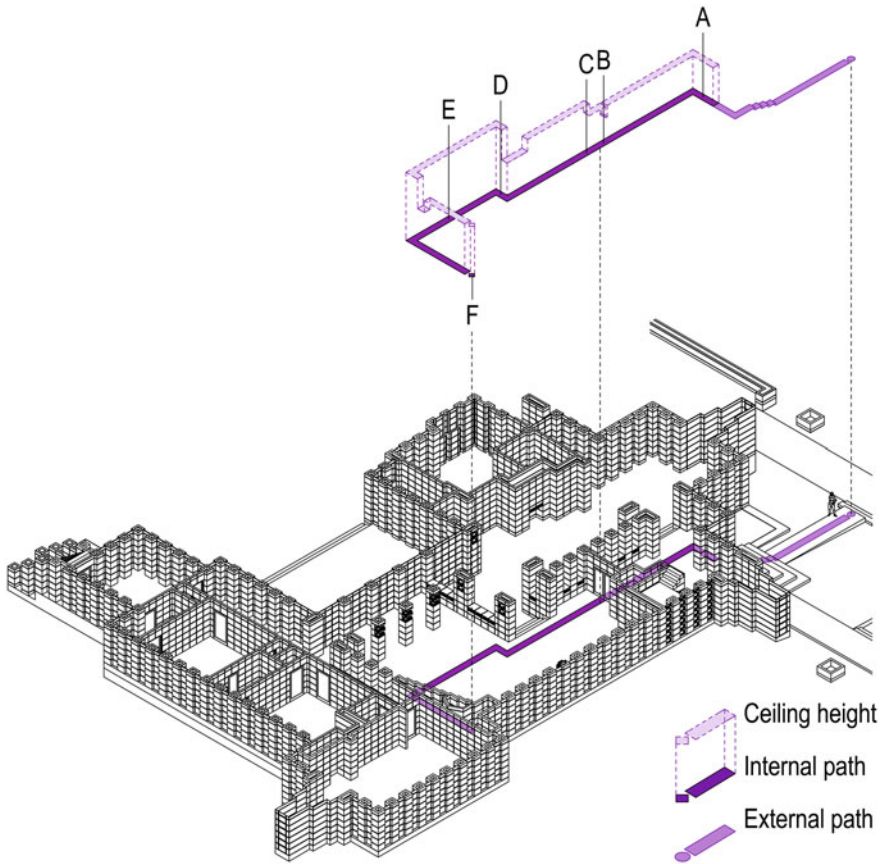 A
B
C
D
E
F
Ceiling height
Internal path
External path